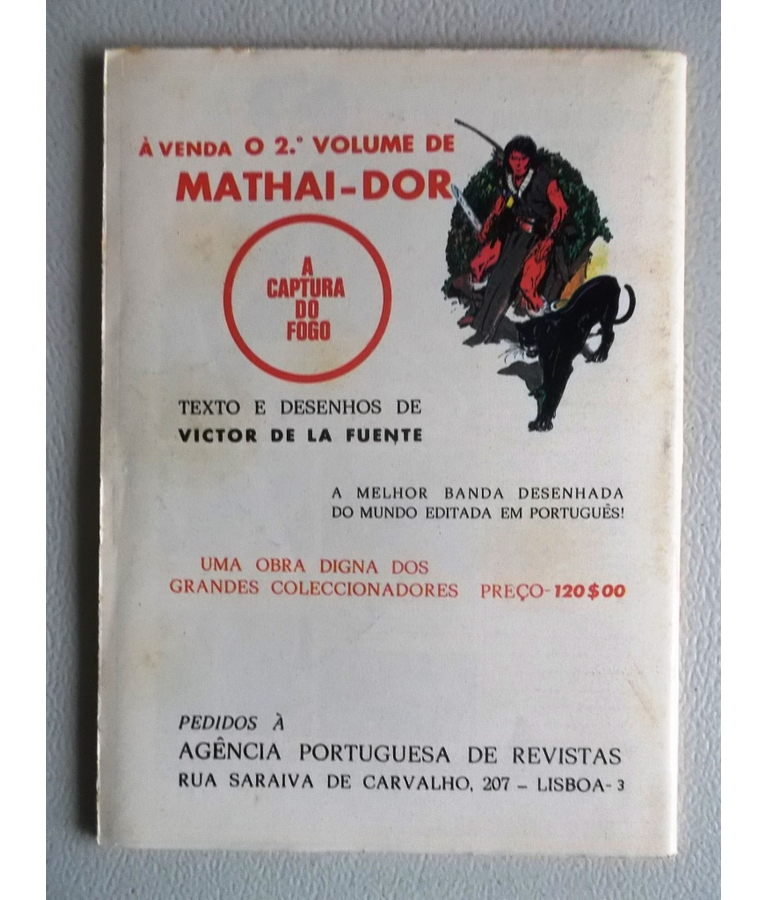 À VENDA O 2.º VOLUME DE
MATHAI-DOR
A
CAPTURA
DO
FOGO
TEXTO E DESENHOS DE
VICTOR DE LA FUENTE
A MELHOR BANDA DESENHADA
DO MUNDO EDITADA EM PORTUGUÊS!
UMA OBRA DIGNA DOS
GRANDES COLECCIONADORES PREÇO-120$00
PEDIDOS À
AGÊNCIA PORTUGUESA DE REVISTAS
RUA SARAIVA DE CARVALHO, 207 – LISBOA-3